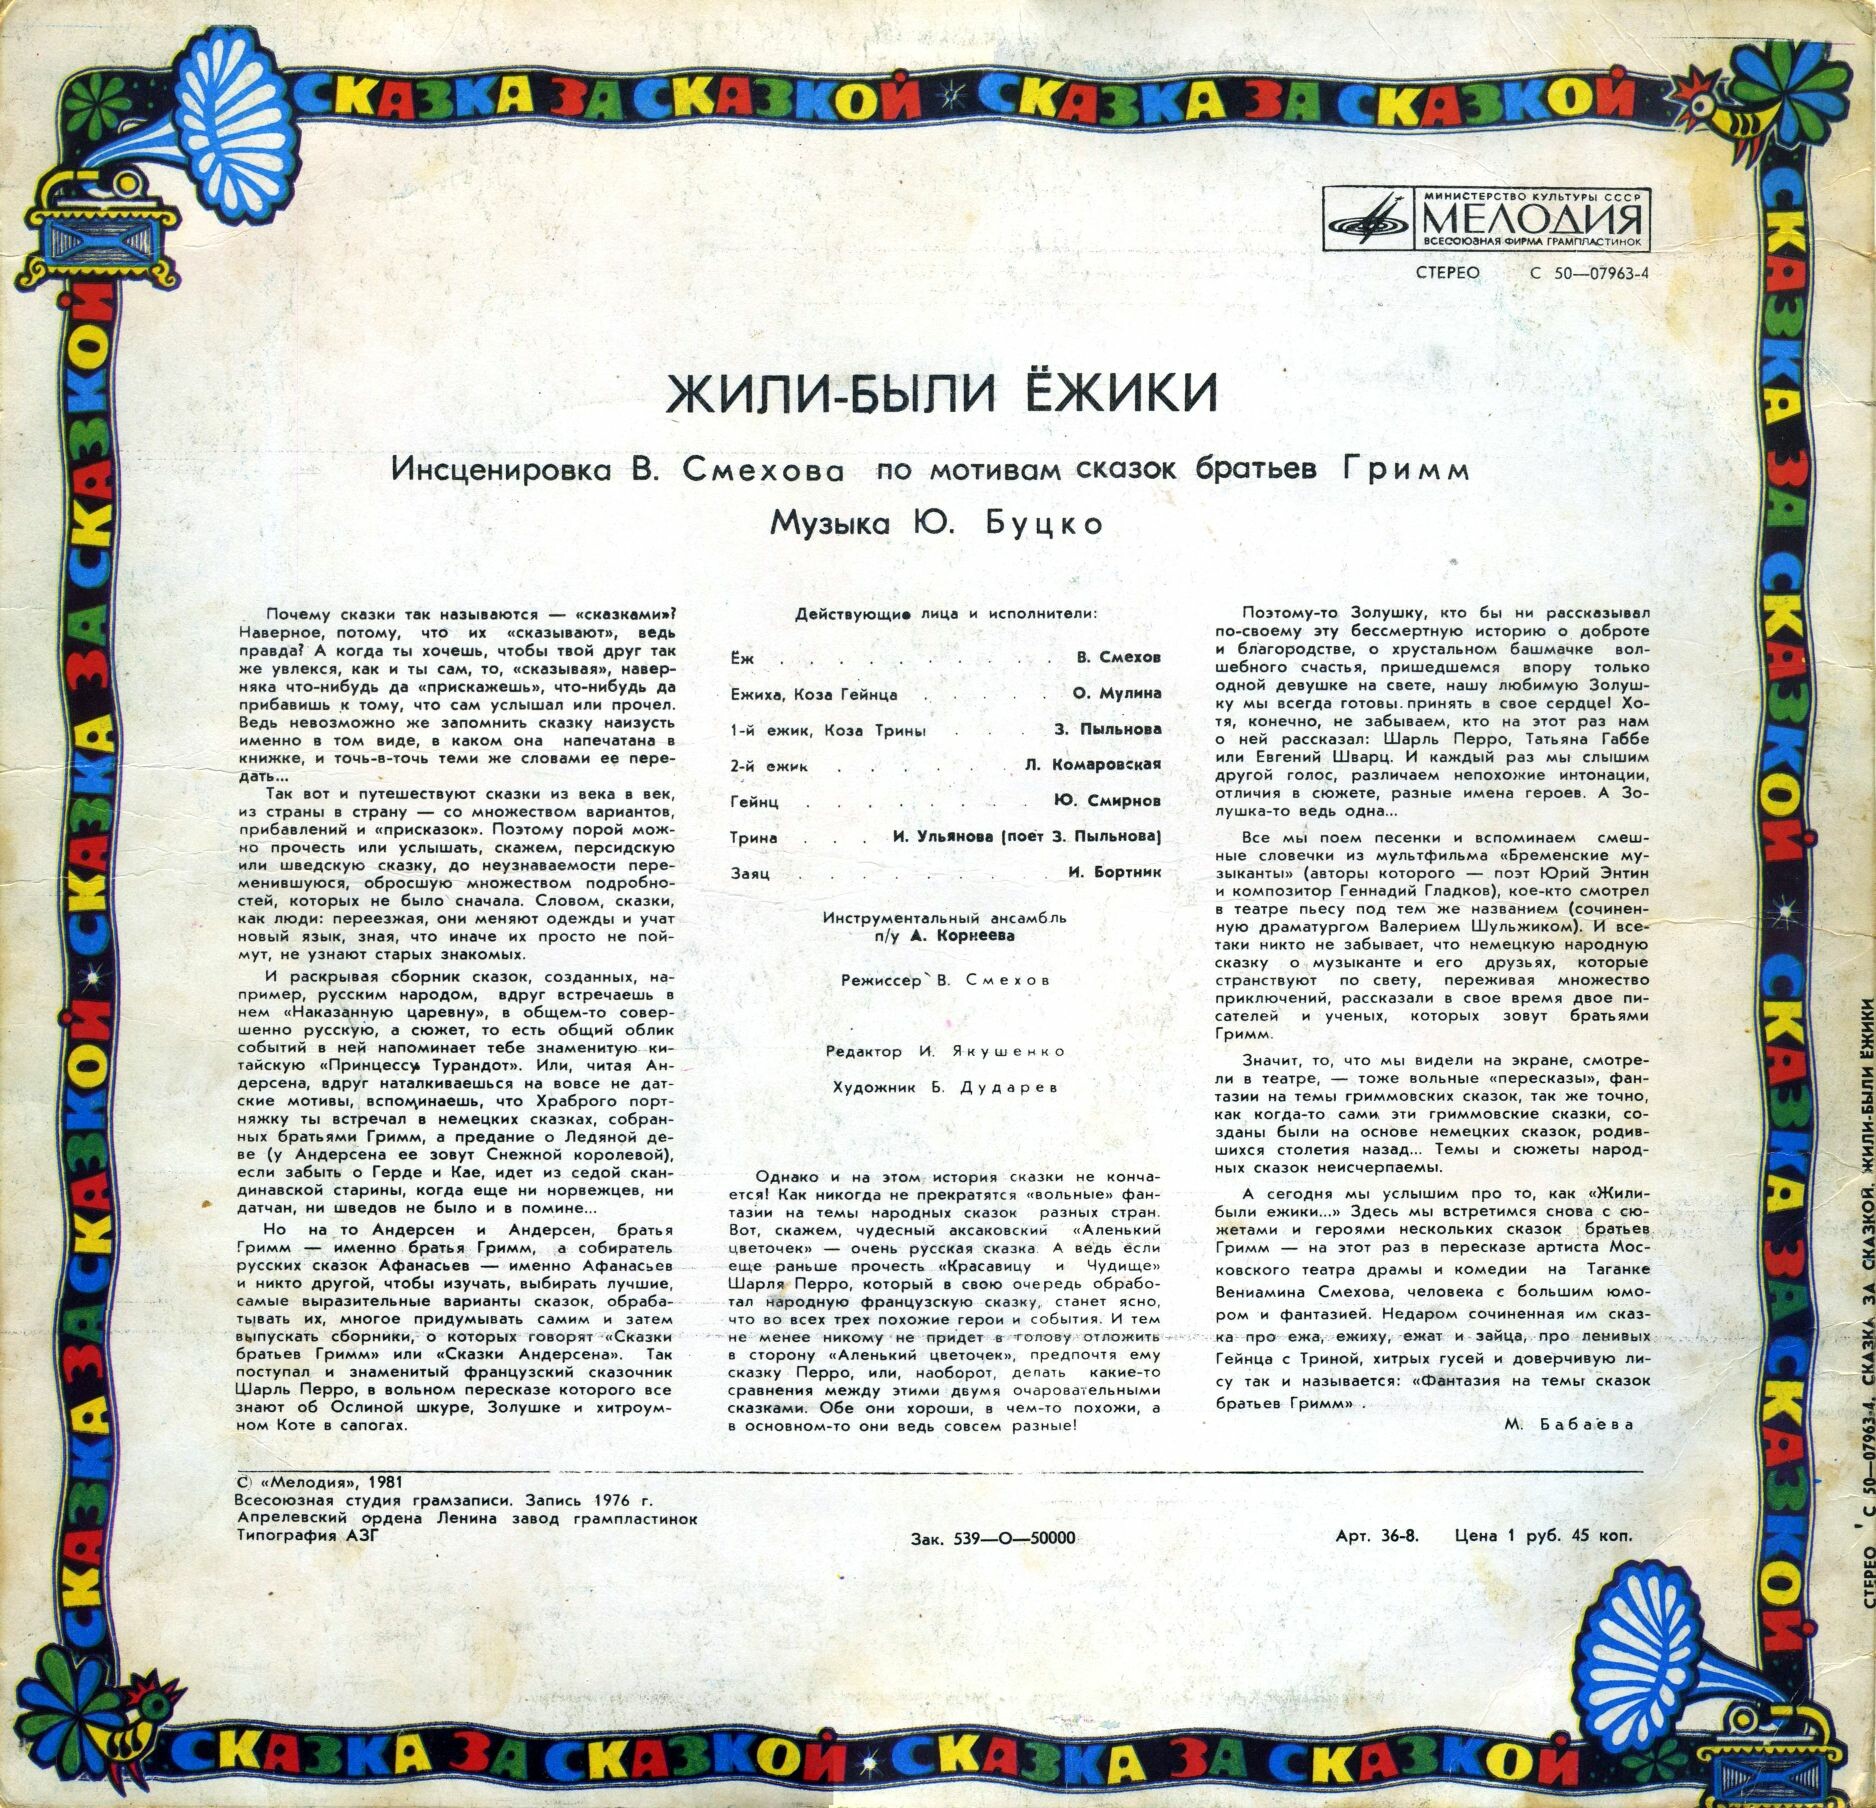 СКАЗКА ЗА СКАЗКОЙ * СКАЗКА ЗА СКАЗКОЙ
МИНИСТЕРСТВО КУЛЬТУРЫ СССР
МЕЛОДИЯ
ВСЕСОЮЗНАЯ ФИРМА ГРАМПЛАСТИНОК
СТЕРЕО С 50—07963-4
ЖИЛИ-БЫЛИ ЁЖИКИ
Инсценировка В. Смехова по мотивам сказок братьев Гримм
Музыка Ю. Буцко
Почему сказки так называются — «сказками»?
Наверное, потому, что их «сказывают», ведь
правда? А когда ты хочешь, чтобы твой друг так
же увлекся, как и ты сам, то, «сказывая», навер-
няка что-нибудь да «прискажешь», что-нибудь да
прибавишь к тому, что сам услышал или прочел.
Ведь невозможно же запомнить сказку наизусть
именно в том виде, в каком она напечатана в
книжке, и точь-в-точь теми же словами ее пере-
дать...
Так вот и путешествуют сказки из века в век,
из страны в страну — со множеством вариантов,
прибавлений и «присказок». Поэтому порой мож-
но прочесть или услышать, скажем, персидскую
или шведскую сказку, до неузнаваемости пере-
менившуюся, обросшую множеством подробно-
стей, которых не было сначала. Словом, сказки,
как люди: переезжая, они меняют одежды и учат
новый язык, зная, что иначе их просто не пой-
мут, не узнают старых знакомых.
И раскрывая сборник сказок, созданных, на-
пример, русским народом, вдруг встречаешь в
нем «Наказанную царевну», в общем-то совер-
шенно русскую, а сюжет, то есть общий облик
событий в ней напоминает тебе знаменитую ки-
тайскую «Принцессу Турандот». Или, читая Ан-
дерсена, вдруг наталкиваешься на вовсе не дат-
ские мотивы, вспоминаешь, что Храброго порт-
няжку ты встречал в немецких сказках, собран-
ных братьями Гримм, а предание о Ледяной де-
ве (у Андерсена ее зовут Снежной королевой),
если забыть о Герде и Кае, идет из седой скан-
динавской старины, когда еще ни норвежцев, ни
датчан, ни шведов не было и в помине...
Но на то Андерсен и Андерсен, братья
Гримм — именно братья Гримм, а собиратель
русских сказок Афанасьев — именно Афанасьев
и никто другой, чтобы изучать, выбирать лучшие,
самые выразительные варианты сказок, обраба-
тывать их, многое придумывать самим и затем
выпускать сборники, о которых говорят «Сказки
братьев Гримм» или «Сказки Андерсена». Так
поступал и знаменитый французский сказочник
Шарль Перро, в вольном пересказе которого все
знают об Ослиной шкуре, Золушке и хитроум-
ном Коте в сапогах.
Действующие лица и исполнители:
Ёж . . . . . . . . . . В. Смехов
Ежиха, Коза Гейнца . . . . О. Мулина
1-й ежик, Коза Трины . . . З. Пыльнова
2-й ежик . . . . . . . Л. Комаровская
Гейнц . . . . . . . . Ю. Смирнов
Трина . . . И. Ульянова (поет З. Пыльнова)
Заяц . . . . . . . . . И. Бортник
Инструментальный ансамбль
п/у А. Корнеева
Режиссер В. Смехов
Редактор И. Якушенко
Художник Б. Дударев
Однако и на этом история сказки не конча-
ется! Как никогда не прекратятся «вольные» фан-
тазии на темы народных сказок разных стран.
Вот, скажем, чудесный аксаковский «Аленький
цветочек» — очень русская сказка. А ведь если
еще раньше прочесть «Красавицу и Чудище»
Шарля Перро, который в свою очередь обрабо-
тал народную французскую сказку, станет ясно,
что во всех трех похожие герои и события. И тем
не менее никому не придет в голову отложить
в сторону «Аленький цветочек», предпочтя ему
сказку Перро, или, наоборот, делать какие-то
сравнения между этими двумя очаровательными
сказками. Обе они хороши, в чем-то похожи, а
в основном-то они ведь совсем разные!
Поэтому-то Золушку, кто бы ни рассказывал
по-своему эту бессмертную историю о доброте
и благородстве, о хрустальном башмачке вол-
шебного счастья, пришедшемся впору только
одной девушке на свете, нашу любимую Золуш-
ку мы всегда готовы принять в свое сердце! Хо-
тя, конечно, не забываем, кто на этот раз нам
о ней рассказал: Шарль Перро, Татьяна Габбе
или Евгений Шварц. И каждый раз мы слышим
другой голос, различаем непохожие интонации,
отличия в сюжете, разные имена героев. А Зо-
лушка-то ведь одна...
Все мы поем песенки и вспоминаем смеш-
ные словечки из мультфильма «Бременские му-
зыканты» (авторы которого — поэт Юрий Энтин
и композитор Геннадий Гладков), кое-кто смотрел
в театре пьесу под тем же названием (сочинен-
ную драматургом Валерием Шульжиком). И все-
таки никто не забывает, что немецкую народную
сказку о музыканте и его друзьях, которые
странствуют по свету, переживая множество
приключений, рассказали в свое время двое пи-
сателей и ученых, которых зовут братьями
Гримм.
Значит, то, что мы видели на экране, смотре-
ли в театре, — тоже вольные «пересказы», фан-
тазии на темы гриммовских сказок, так же точно,
как когда-то сами эти гриммовские сказки, со-
зданы были на основе немецких сказок, родив-
шихся столетия назад... Темы и сюжеты народ-
ных сказок неисчерпаемы.
А сегодня мы услышим про то, как «Жили-
были ежики...» Здесь мы встретимся снова с сю-
жетами и героями нескольких сказок братьев
Гримм — на этот раз в пересказе артиста Мос-
ковского театра драмы и комедии на Таганке
Вениамина Смехова, человека с большим юмо-
ром и фантазией. Недаром сочиненная им сказ-
ка про ежа, ежиху, ежат и зайца, про ленивых
Гейнца с Триной, хитрых гусей и доверчивую ли-
су так и называется: «Фантазия на темы сказок
братьев Гримм».
М. Бабаева
С) «Мелодия», 1981
Всесоюзная студия грамзаписи. Запись 1976 г.
Апрелевский ордена Ленина завод грампластинок
Типография АЗГ
Зак. 539—О—50000
Арт. 36-8. Цена 1 руб. 45 коп.
СКАЗКА ЗА СКАЗКОЙ * СКАЗКА ЗА СКАЗКОЙ
СКАЗКА ЗА СКАЗКОЙ * СКАЗКА ЗА СКАЗКОЙ
СКАЗКА ЗА СКАЗКОЙ * СКАЗКА ЗА СКАЗКОЙ
СТЕРЕО С 50—07963-4. СКАЗКА ЗА СКАЗКОЙ. ЖИЛИ-БЫЛИ ЁЖИКИ